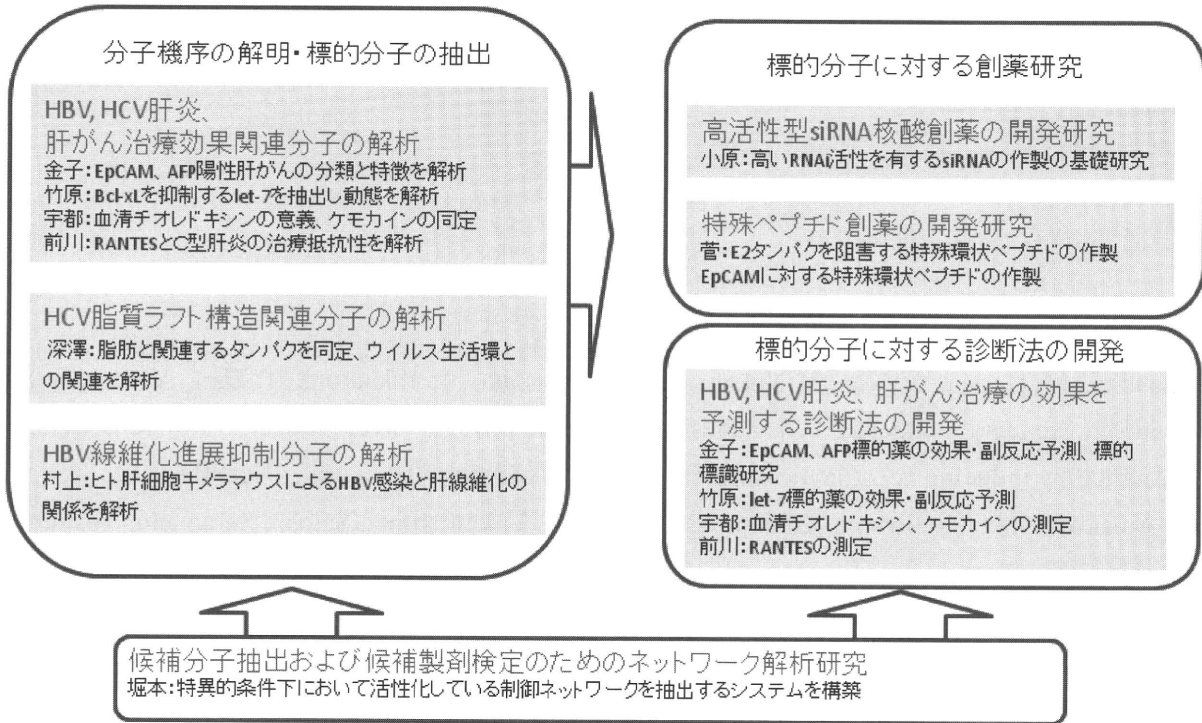 分子機序の解明・標的分子の抽出
HBV, HCV肝炎、
肝がん治療効果関連分子の解析
金子：EpCAM、AFP陽性肝がんの分類と特徴を解析
竹原：Bcl-xLを抑制するlet-7を抽出し動態を解析
宇都：血清チオレドキシンの意義、ケモカインの同定
前川：RANTESとC型肝炎の治療抵抗性を解析
HCV脂質ラフト構造関連分子の解析
深澤：脂肪と関連するタンパクを同定、ウイルス生活環と
の関連を解析
HBV線維化進展抑制分子の解析
村上：ヒト肝細胞キメラマウスによるHBV感染と肝線維化の
関係を解析
標的分子に対する創薬研究
高活性型siRNA核酸創薬の開発研究
小原：高いRNAi活性を有するsiRNAの作製の基礎研究
特殊ペプチド創薬の開発研究
菅：E2タンパクを阻害する特殊環状ペプチドの作製
EpCAMに対する特殊環状ペプチドの作製
標的分子に対する診断法の開発
HBV, HCV肝炎、肝がん治療の効果を
予測する診断法の開発
金子：EpCAM、AFP標的薬の効果・副反応予測、標的
標識研究
竹原：let-7標的薬の効果・副反応予測
宇都：血清チオレドキシン、ケモカインの測定
前川：RANTESの測定
候補分子抽出および候補製剤検定のためのネットワーク解析研究
堀本：特異的条件下において活性化している制御ネットワークを抽出するシステムを構築